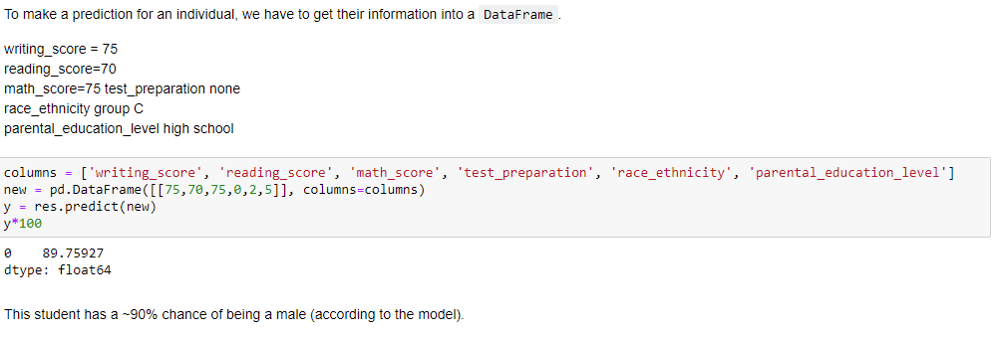 To make a prediction for an individual, we have to get their information into a DataFrame .
writing_score = 75
reading_score=70
math_score=75 test_preparation none
race_ethnicity group C
parental_education_level high school
columns = ['writing_score', 'reading_score', 'math_score', 'test_preparation', 'race_ethnicity', 'parental_education_level']
new = pd.DataFrame([[75,70,75,0,2,5]], columns=columns)
y = res.predict(new)
y*100
0    89.75927
dtype: float64
This student has a ~90% chance of being a male (according to the model).